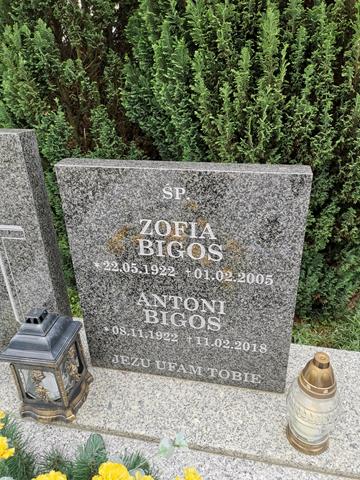 ŚP.
ZOFIA
BIGOS
*22.05.1922 †01.02.2005
ANTONI
BIGOS
*08.11.1922 †11.02.2018
JEZU UFAM TOBIE